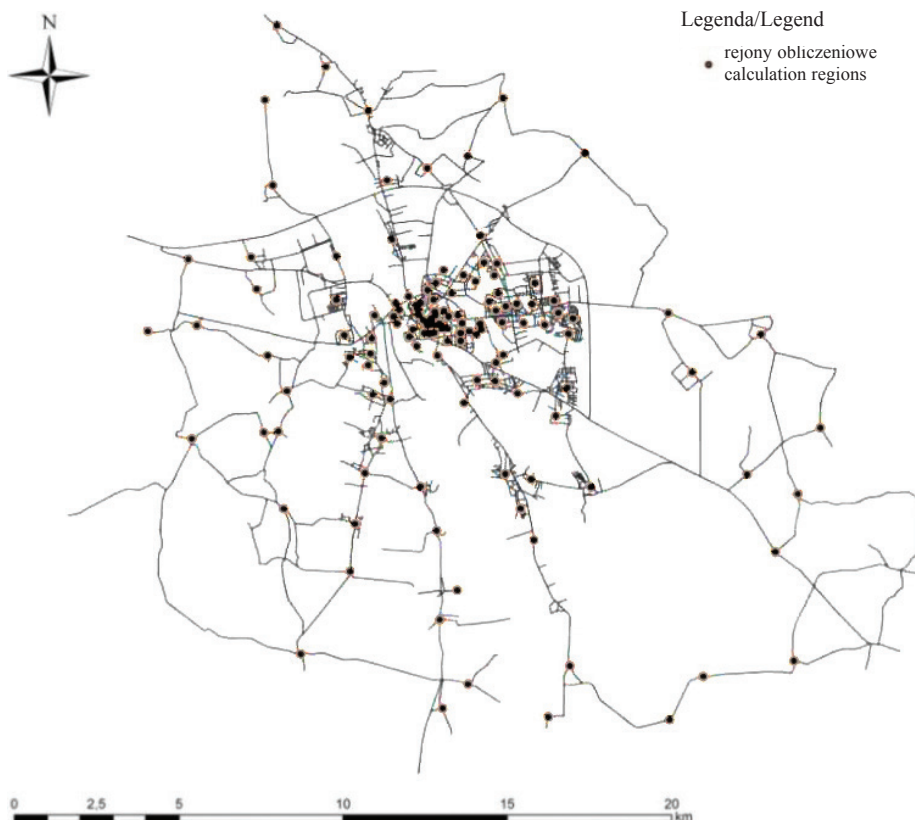 N
Legenda/Legend
rejony obliczeniowe
calculation regions
0 2,5 5 10 15 20
km